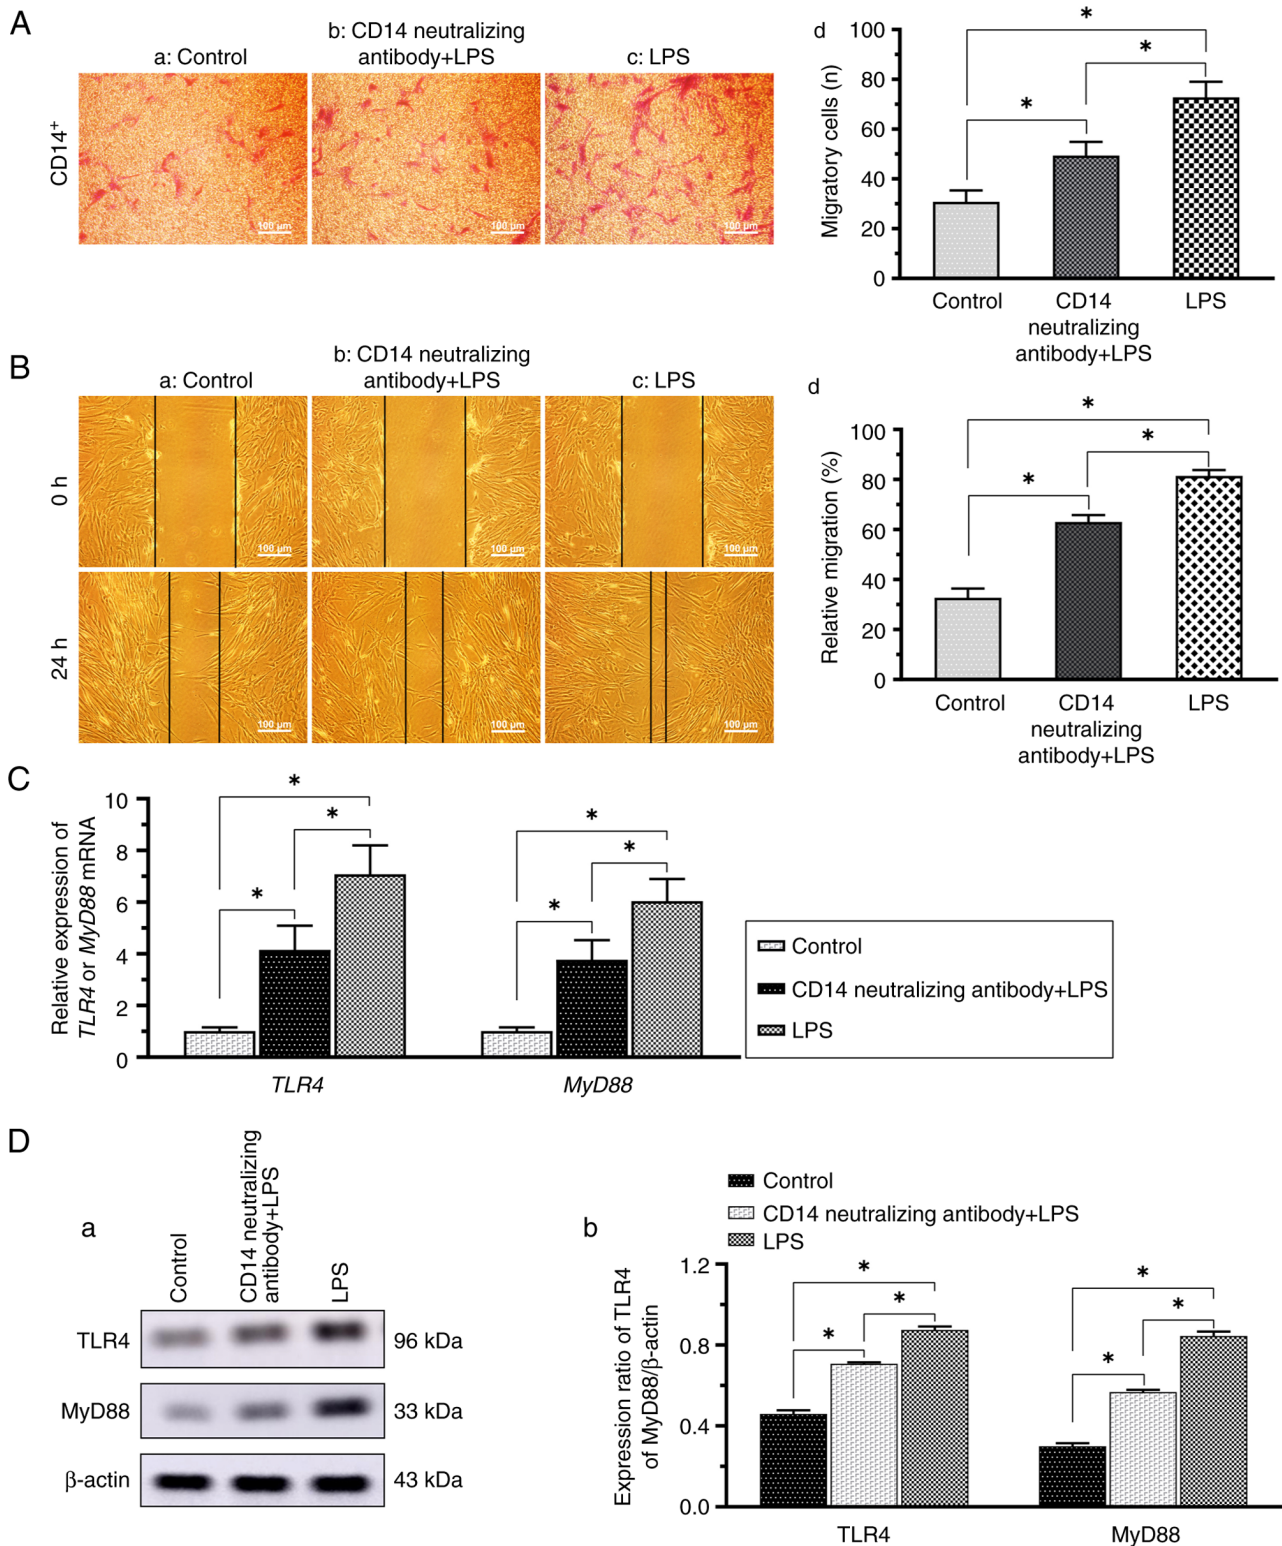 A
a: Control
b: CD14 neutralizing
antibody+LPS
c: LPS
CD14+
100 µm
100 µm
100 µm
d
Migratory cells (n)
100
80
60
40
20
0
*
*
*
Control
CD14
neutralizing
antibody+LPS
LPS
B
a: Control
b: CD14 neutralizing
antibody+LPS
c: LPS
0 h
100 µm
100 µm
100 µm
24 h
100 µm
100 µm
100 µm
d
Relative migration (%)
100
80
60
40
20
0
*
*
*
Control
CD14
neutralizing
antibody+LPS
LPS
C
Relative expression of
TLR4 or MyD88 mRNA
10
8
6
4
2
0
*
*
*
*
*
*
TLR4
MyD88
Control
CD14 neutralizing antibody+LPS
LPS
D
a
Control
CD14 neutralizing
antibody+LPS
LPS
TLR4
96 kDa
MyD88
33 kDa
β-actin
43 kDa
b
Control
CD14 neutralizing antibody+LPS
LPS
Expression ratio of TLR4
of MyD88/β-actin
1.2
0.8
0.4
0.0
*
*
*
*
*
*
TLR4
MyD88